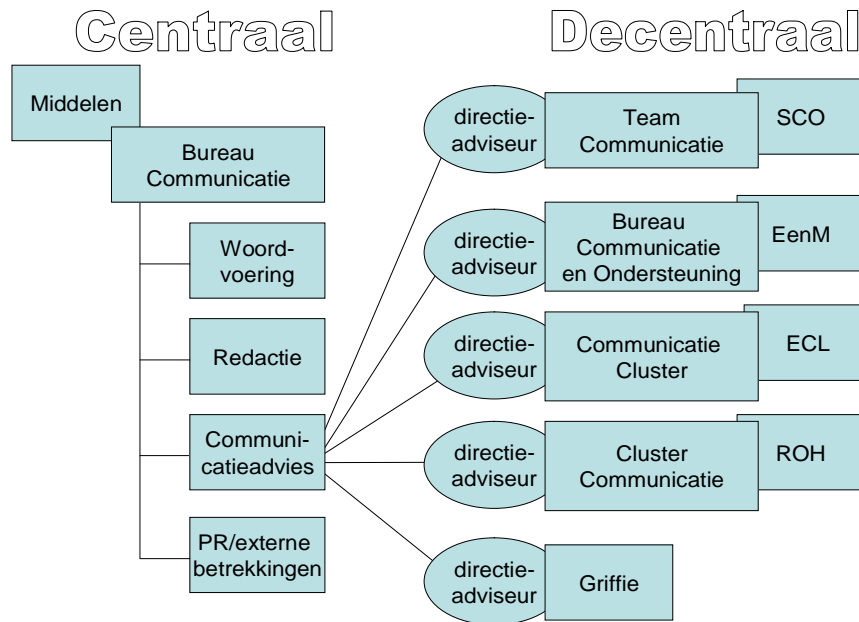 Centraal
Decentraal
Middelen
Bureau
Communicatie
Woord-
voering
Redactie
Communi-
catieadvies
PR/externe
betrekkingen
directie-
adviseur
Team
Communicatie
SCO
directie-
adviseur
Bureau
Communicatie
en Ondersteuning
EenM
directie-
adviseur
Communicatie
Cluster
ECL
directie-
adviseur
Cluster
Communicatie
ROH
directie-
adviseur
Griffie